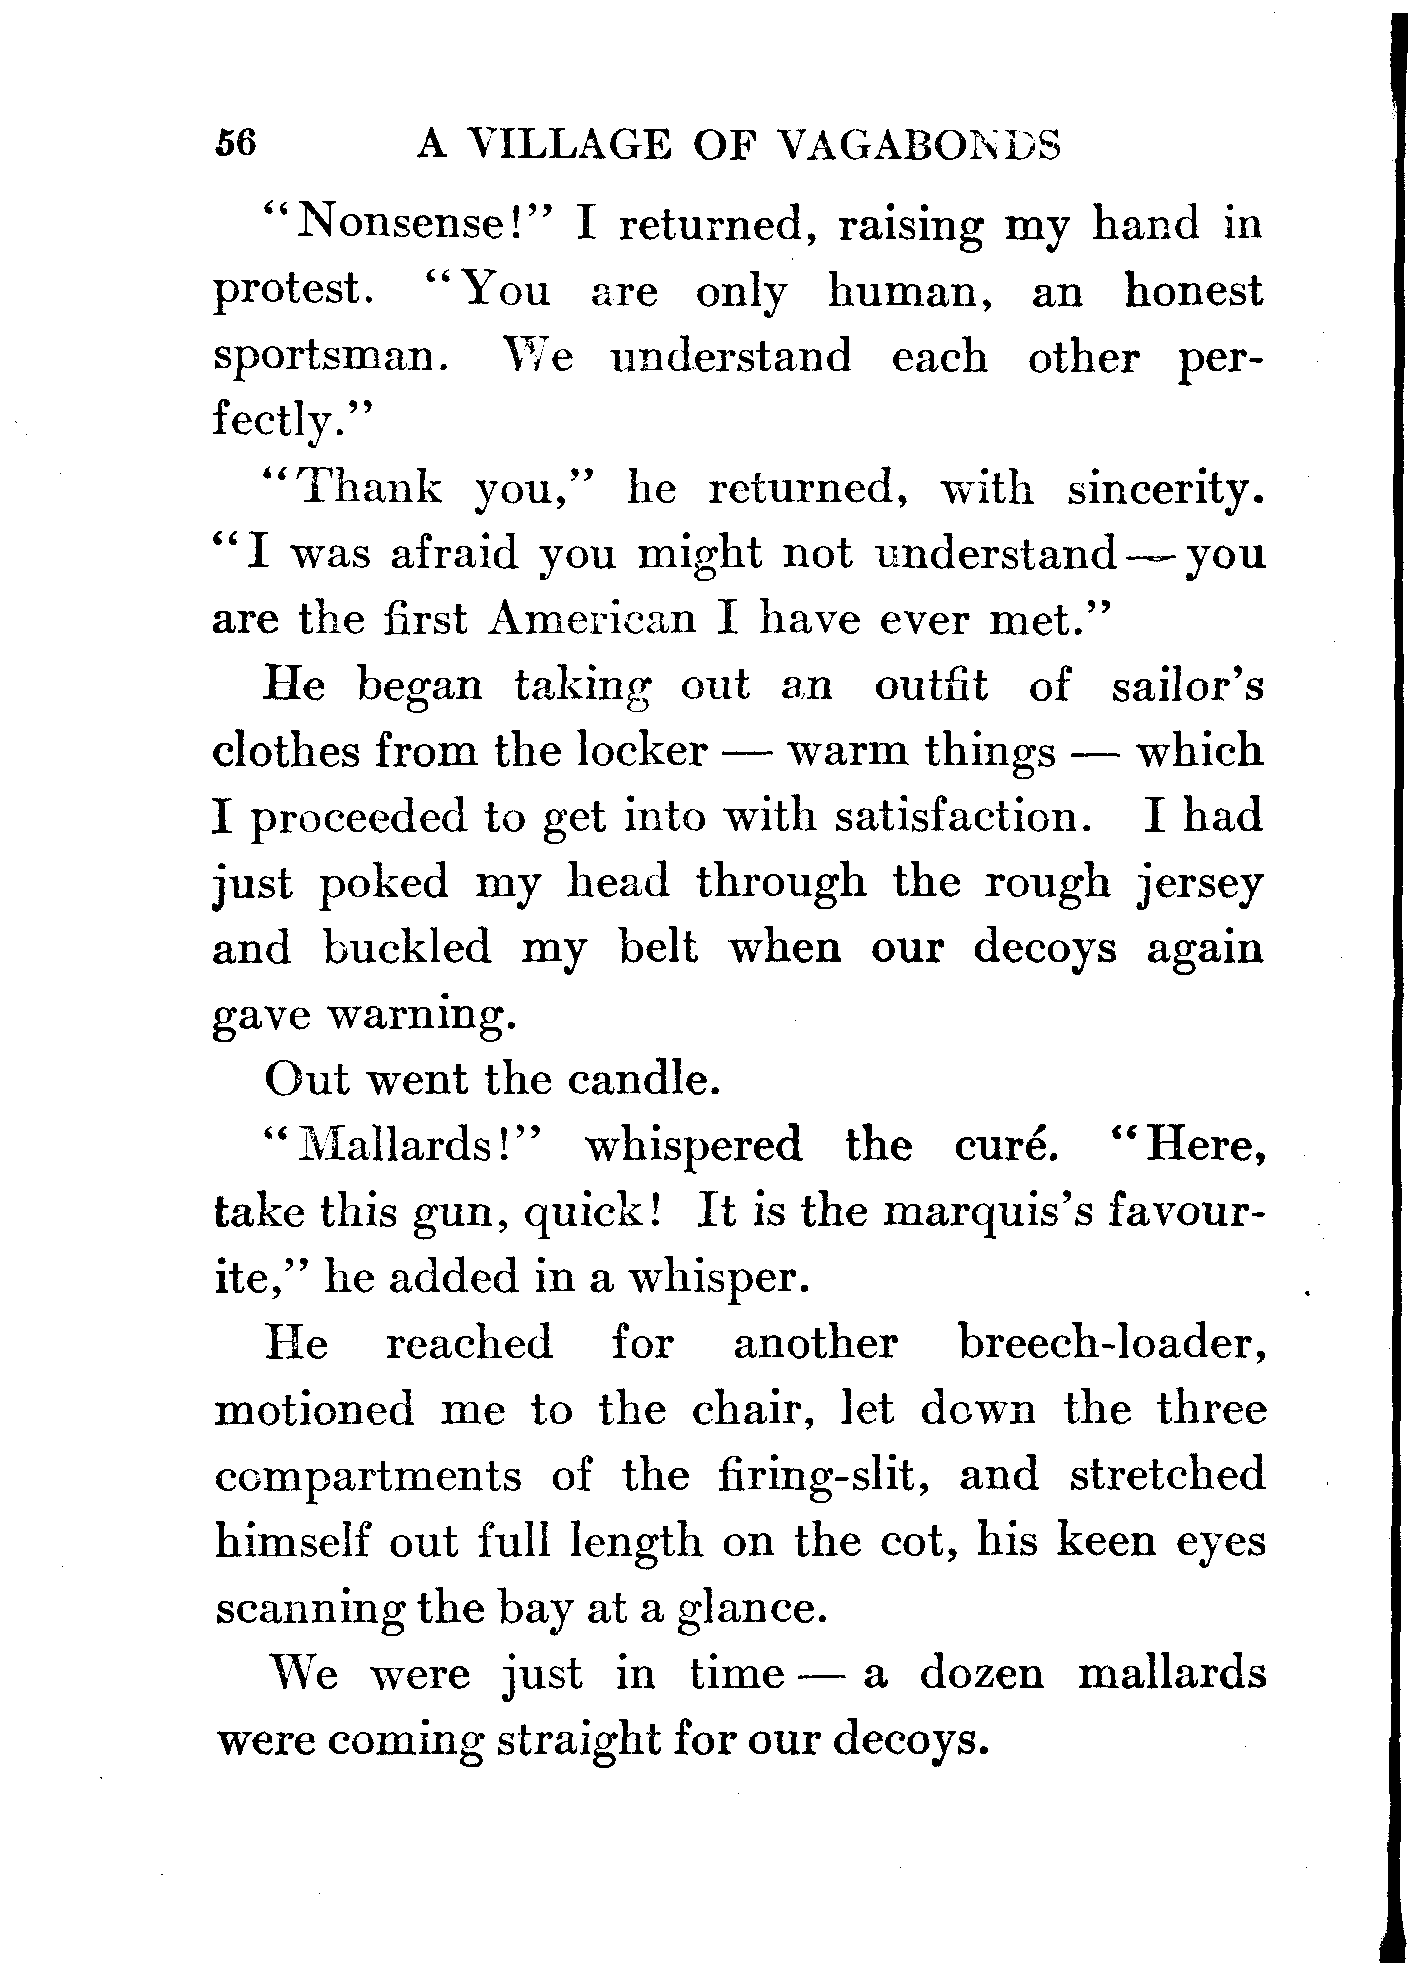 56 A VILLAGE OF VAGABONDS
"Nonsense!" I returned, raising my hand in
protest. "You are only human, an honest
sportsman. We understand each other per-
fectly."
"Thank you," he returned, with sincerity.
"I was afraid you might not understand — you
are the first American I have ever met."
He began taking out an outfit of sailor's
clothes from the locker — warm things — which
I proceeded to get into with satisfaction. I had
just poked my head through the rough jersey
and buckled my belt when our decoys again
gave warning.
Out went the candle.
"Mallards!" whispered the curé. "Here,
take this gun, quick! It is the marquis's favour-
ite," he added in a whisper.
He reached for another breech-loader,
motioned me to the chair, let down the three
compartments of the firing-slit, and stretched
himself out full length on the cot, his keen eyes
scanning the bay at a glance.
We were just in time — a dozen mallards
were coming straight for our decoys.